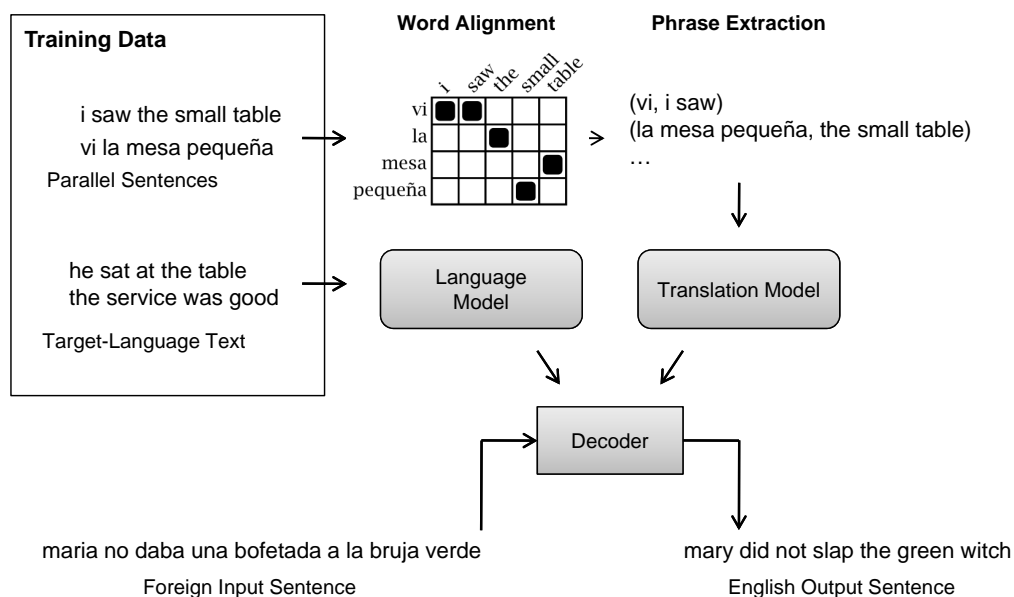 Training Data
i saw the small table
vi la mesa pequeña
Parallel Sentences
he sat at the table
the service was good
Target-Language Text
Word Alignment
i
saw
the
small
table
vi
la
mesa
pequeña
Phrase Extraction
(vi, i saw)
(la mesa pequeña, the small table)
…
Language
Model
Translation Model
Decoder
maria no daba una bofetada a la bruja verde
Foreign Input Sentence
mary did not slap the green witch
English Output Sentence